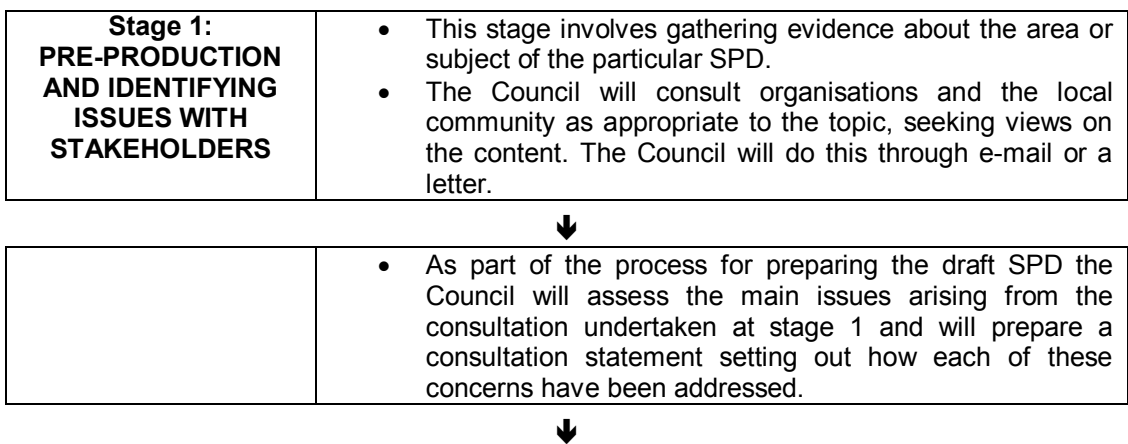 Stage 1:
PRE-PRODUCTION
AND IDENTIFYING
ISSUES WITH
STAKEHOLDERS
• This stage involves gathering evidence about the area or
subject of the particular SPD.
• The Council will consult organisations and the local
community as appropriate to the topic, seeking views on
the content. The Council will do this through e-mail or a
letter.
• As part of the process for preparing the draft SPD the
Council will assess the main issues arising from the
consultation undertaken at stage 1 and will prepare a
consultation statement setting out how each of these
concerns have been addressed.